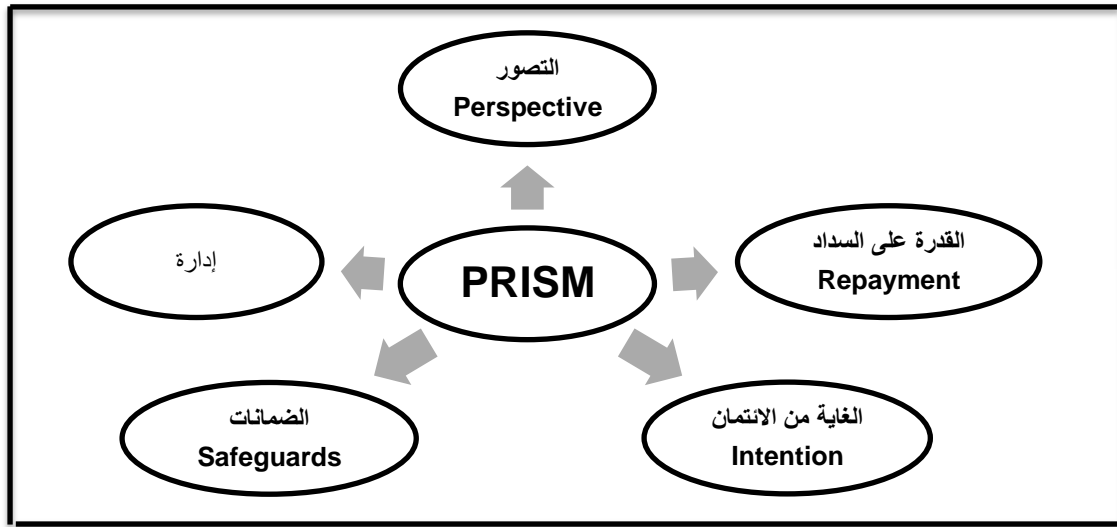 التصور
Perspective
إدارة
PRISM
القدرة على السداد
Repayment
الضمانات
Safeguards
الغاية من الائتمان
Intention